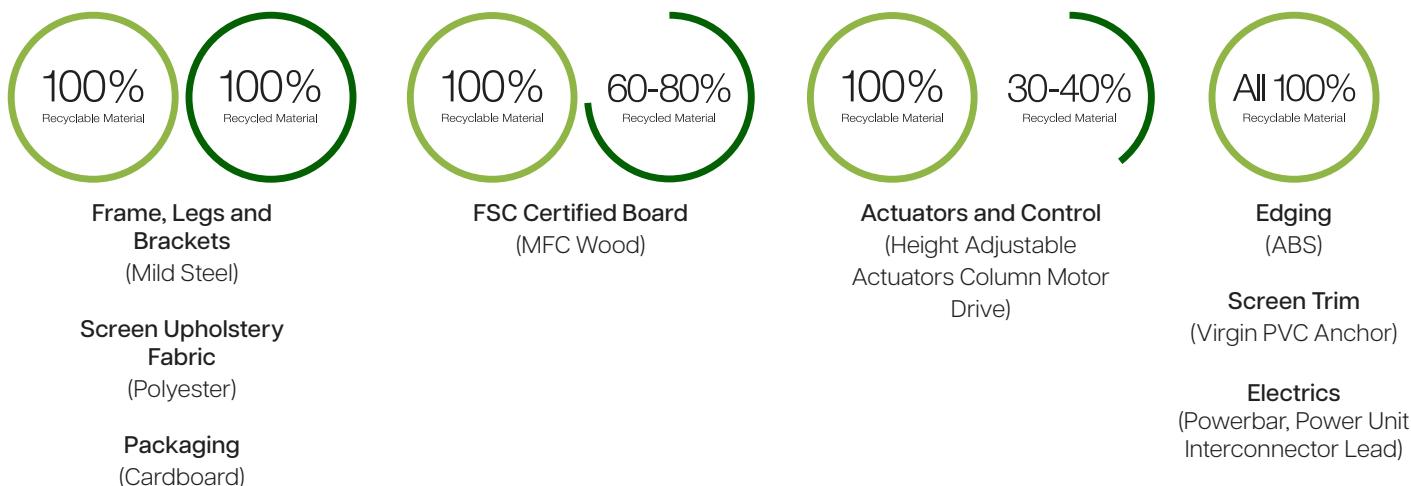 100%
Recyclable Material
100%
Recycled Material
Frame, Legs and
Brackets
(Mild Steel)
Screen Upholstery
Fabric
(Polyester)
Packaging
(Cardboard)
100%
Recyclable Material
60-80%
Recycled Material
FSC Certified Board
(MFC Wood)
100%
Recyclable Material
30-40%
Recycled Material
Actuators and Control
(Height Adjustable
Actuators Column Motor
Drive)
All 100%
Recyclable Material
Edging
(ABS)
Screen Trim
(Virgin PVC Anchor)
Electrics
(Powerbar, Power Unit
Interconnector Lead)